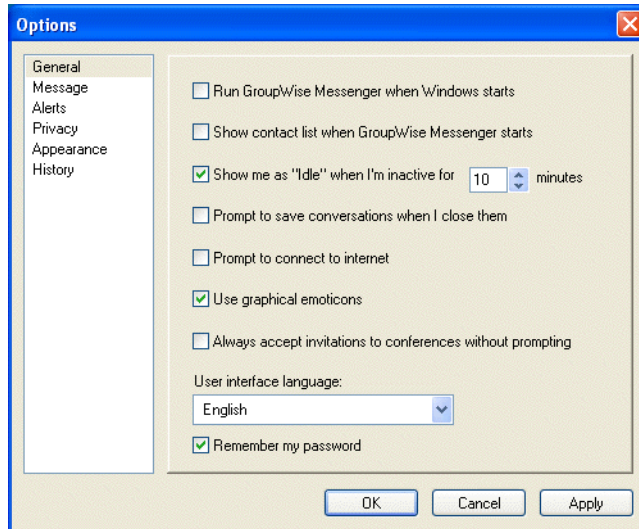 Options
General
Message
Alerts
Privacy
Appearance
History
Run GroupWise Messenger when Windows starts
Show contact list when GroupWise Messenger starts
Show me as "Idle" when I'm inactive for 10 minutes
Prompt to save conversations when I close them
Prompt to connect to internet
Use graphical emoticons
Always accept invitations to conferences without prompting
User interface language:
English
Remember my password
OK Cancel Apply